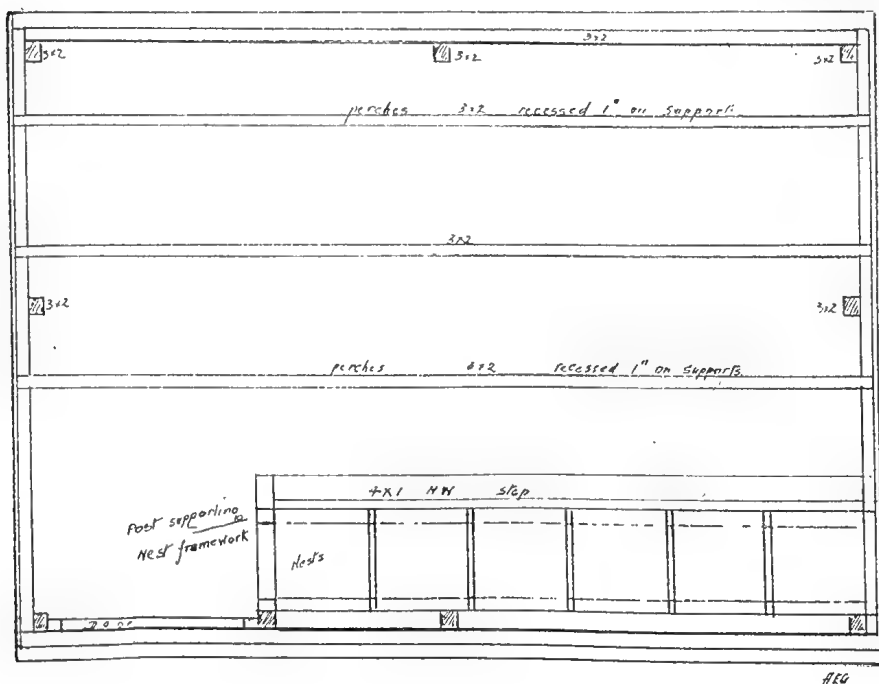 3x2
3x2
3x2
3x2
perches 3x2 recessed 1" on Supports
3x2
3x2
3x2
perches 3x2 recessed 1" on Supports
4x1 HW step
Post supporting
Nest framework
Nests
Door
AEG